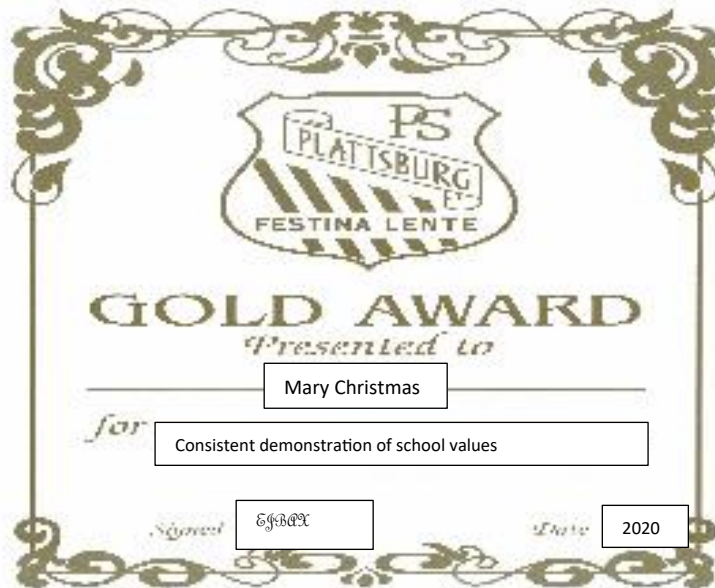 PS
PLATTSBURG
ET
FESTINA LENTE
GOLD AWARD
Presented to
Mary Christmas
for
Consistent demonstration of school values
Signed EJBAX
Date 2020